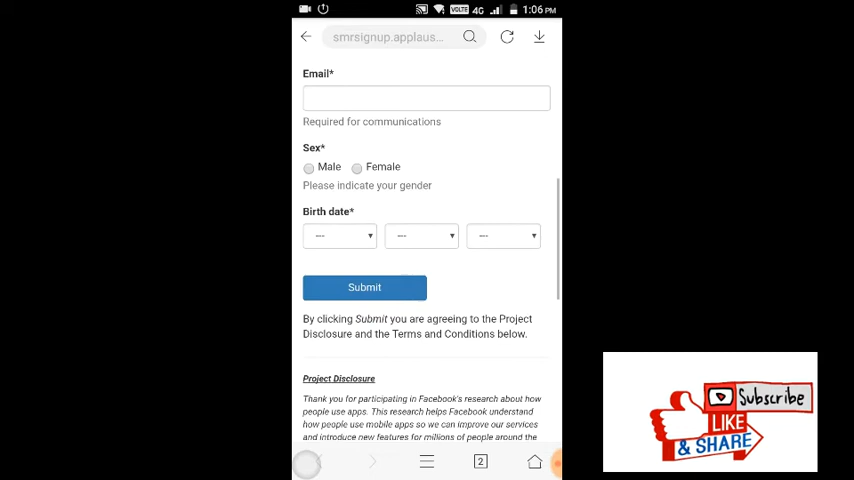 VOLTE 4G 1:06 PM
smrsignup.applaus...
Email*
Required for communications
Sex*
Male Female
Please indicate your gender
Birth date*
--- --- ---
Submit
By clicking Submit you are agreeing to the Project
Disclosure and the Terms and Conditions below.
Project Disclosure
Thank you for participating in Facebook's research about how
people use apps. This research helps Facebook understand
how people use mobile apps so we can improve our services
and introduce new features for millions of people around the
2
Subscribe
LIKE
& SHARE